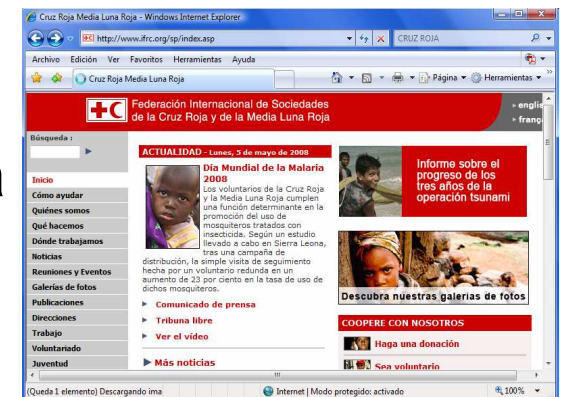 Cruz Roja Media Luna Roja - Windows Internet Explorer
http://www.ifrc.org/sp/index.asp
CRUZ ROJA
Archivo Edición Ver Favoritos Herramientas Ayuda
Cruz Roja Media Luna Roja
Página
Herramientas
Federación Internacional de Sociedades
de la Cruz Roja y de la Media Luna Roja
englis
frança
Búsqueda :
Inicio
Cómo ayudar
Quiénes somos
Qué hacemos
Dónde trabajamos
Noticias
Reuniones y Eventos
Galerías de fotos
Publicaciones
Direcciones
Trabajo
Voluntariado
Juventud
ACTUALIDAD - Lunes, 5 de mayo de 2008
Día Mundial de la Malaria
2008
Los voluntarios de la Cruz Roja
y la Media Luna Roja cumplen
una función determinante en la
promoción del uso de
mosquiteros tratados con
insecticida. Según un estudio
llevado a cabo en Sierra Leona,
tras una campaña de
distribución, la simple visita de seguimiento
hecha por un voluntario redunda en un
aumento de 23 por ciento en la tasa de uso de
dichos mosquiteros.
Comunicado de prensa
Tribuna libre
Ver el vídeo
Más noticias
Informe sobre el
progreso de los
tres años de la
operación tsunami
Descubra nuestras galerías de fotos
COOPERE CON NOSOTROS
Haga una donación
Sea voluntario
(Queda 1 elemento) Descargando ima
Internet | Modo protegido: activado
100%